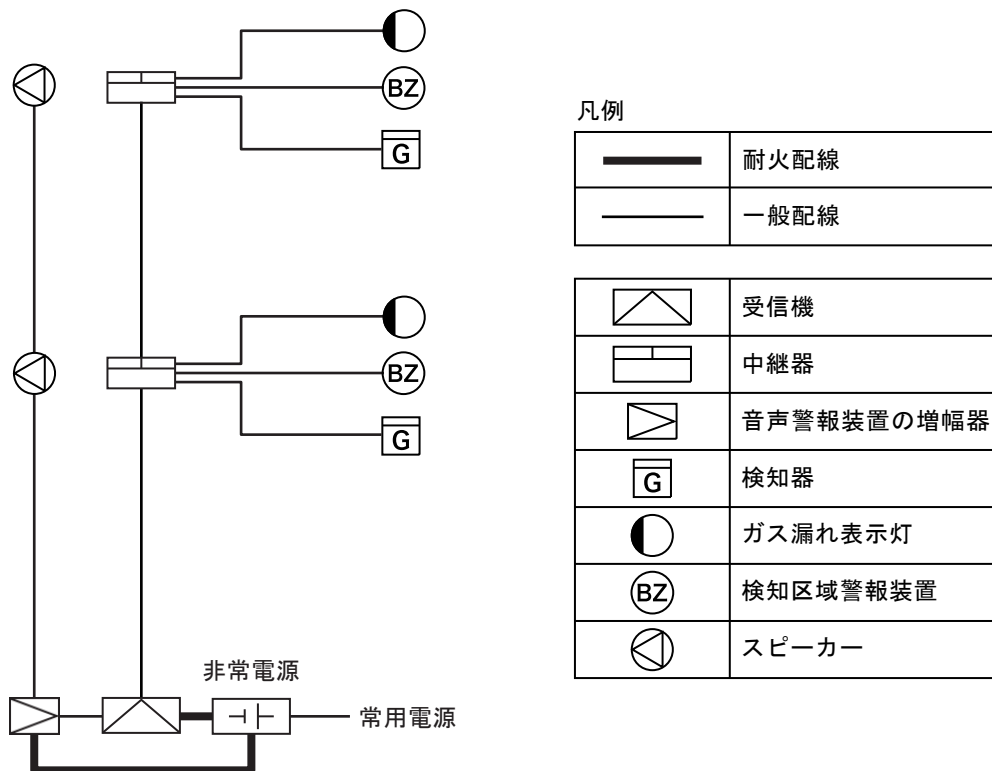 BZ
G
BZ
G
非常電源
常用電源
凡例
耐火配線
一般配線
受信機
中継器
音声警報装置の増幅器
G
検知器
ガス漏れ表示灯
BZ
検知区域警報装置
スピーカー